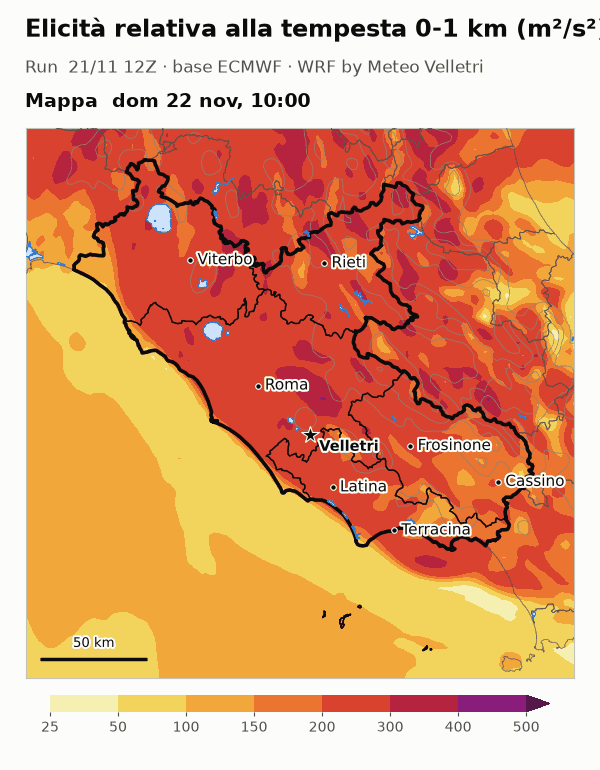 Elicità relativa alla tempesta 0-1 km (m²/s²)
Run  21/11 12Z · base ECMWF · WRF by Meteo Velletri
Mappa  dom 22 nov, 10:00
Viterbo
Rieti
Roma
Velletri
Frosinone
Cassino
Latina
Terracina
50 km
25 50 100 150 200 300 400 500